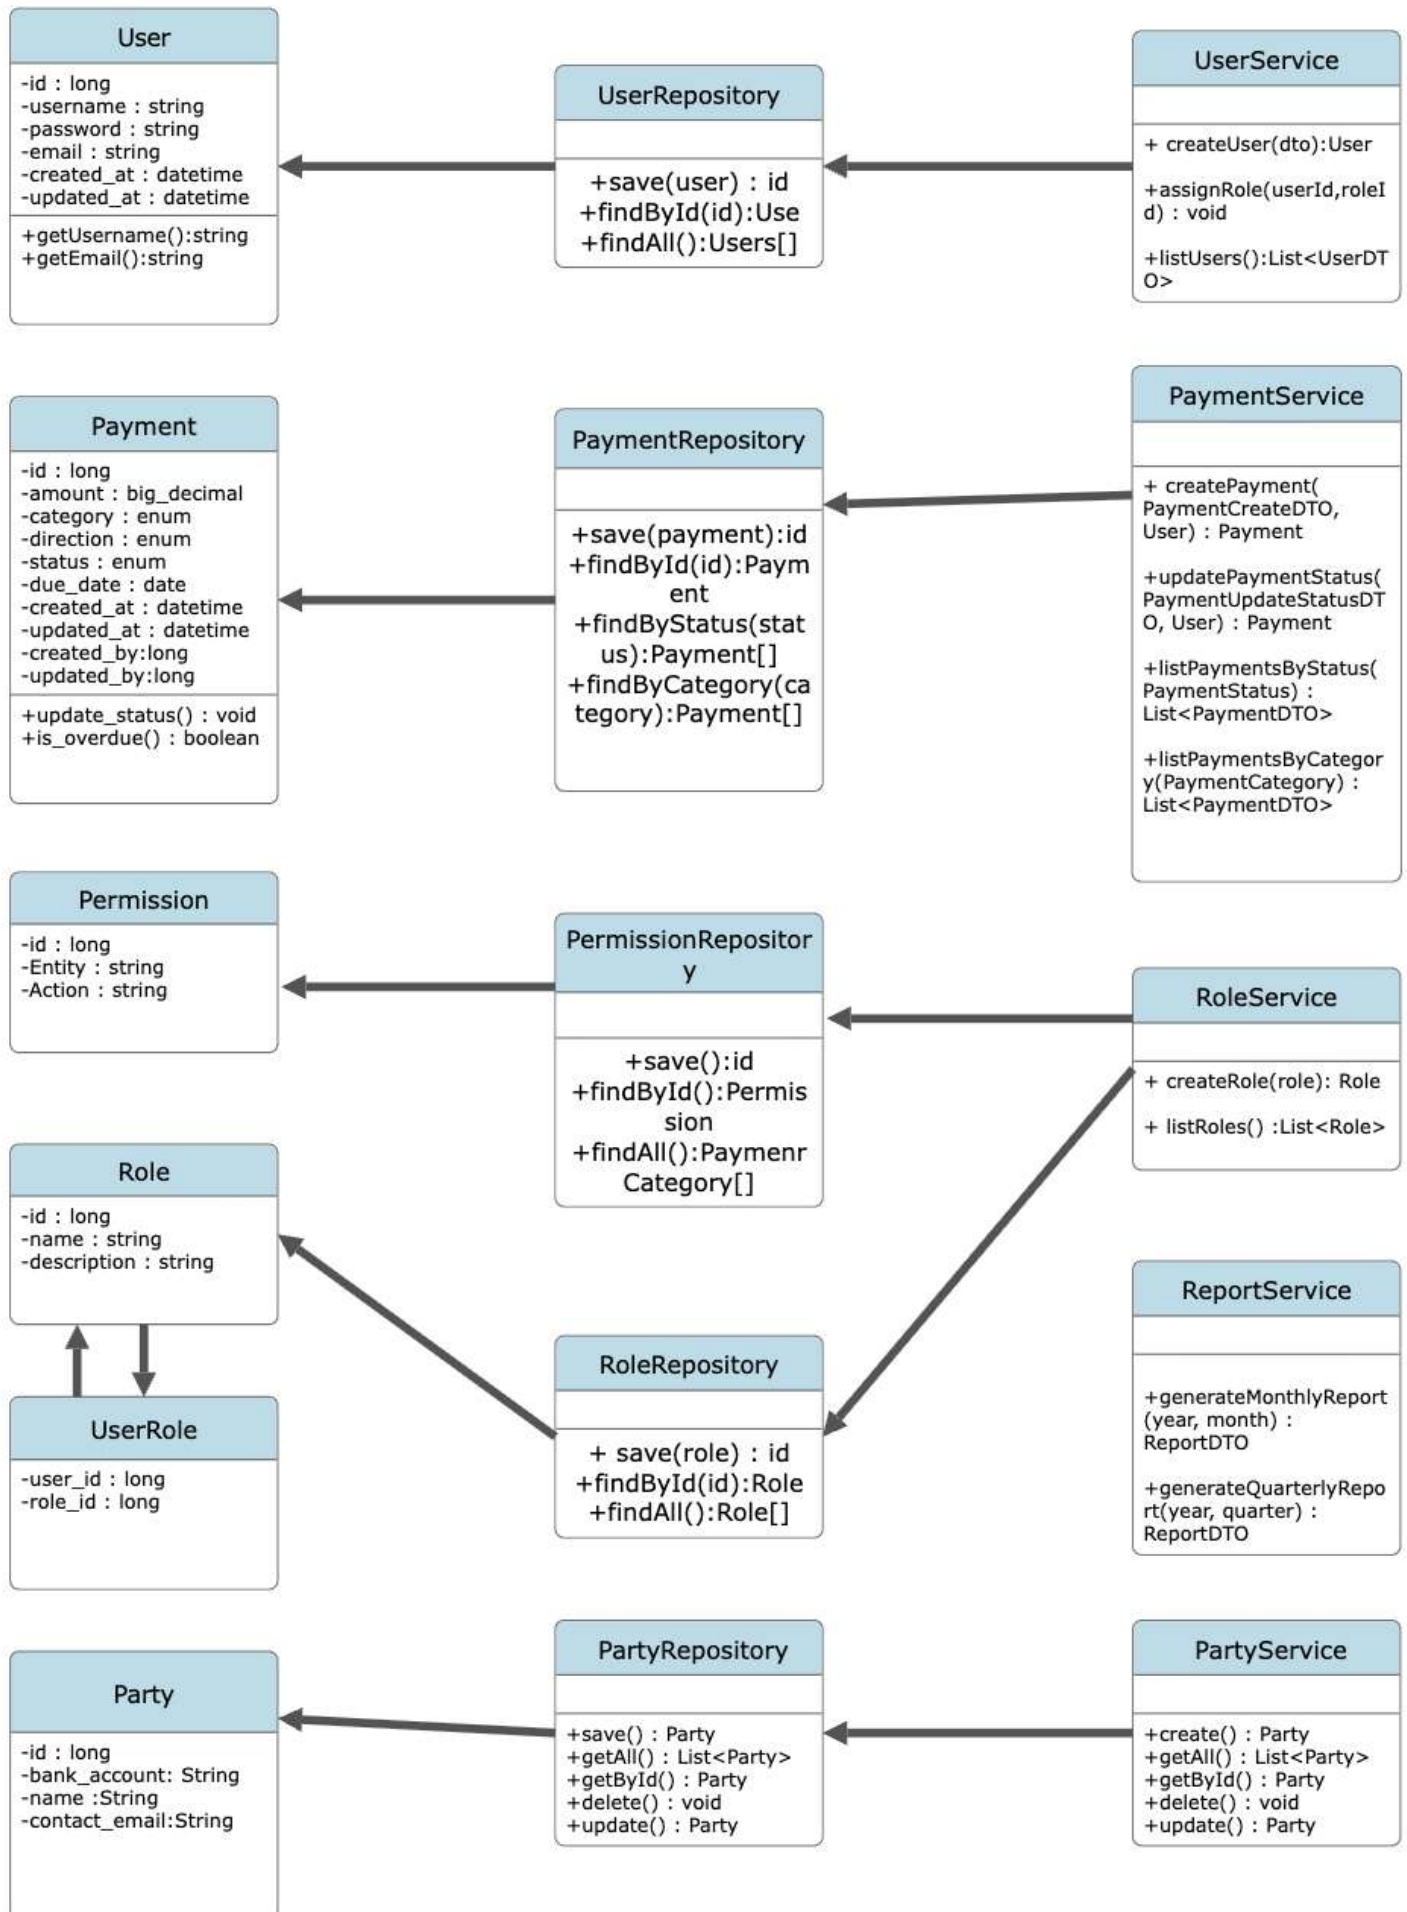 User
-id : long
-username : string
-password : string
-email : string
-created_at : datetime
-updated_at : datetime
+getUsername():string
+getEmail():string
UserRepository
+save(user) : id
+findById(id):Use
+findAll():Users[]
UserService
+ createUser(dto):User
+assignRole(userId,roleI
d) : void
+listUsers():List<UserDT
O>
Payment
-id : long
-amount : big_decimal
-category : enum
-direction : enum
-status : enum
-due_date : date
-created_at : datetime
-updated_at : datetime
-created_by:long
-updated_by:long
+update_status() : void
+is_overdue() : boolean
PaymentRepository
+save(payment):id
+findById(id):Paym
ent
+findByStatus(stat
us):Payment[]
+findByCategory(ca
tegory):Payment[]
PaymentService
+ createPayment(
PaymentCreateDTO,
User) : Payment
+updatePaymentStatus(
PaymentUpdateStatusDT
O, User) : Payment
+listPaymentsByStatus(
PaymentStatus) :
List<PaymentDTO>
+listPaymentsByCategor
y(PaymentCategory) :
List<PaymentDTO>
Permission
-id : long
-Entity : string
-Action : string
PermissionRepositor
y
+save():id
+findById():Permis
sion
+findAll():Paymenr
Category[]
RoleService
+ createRole(role): Role
+ listRoles() :List<Role>
Role
-id : long
-name : string
-description : string
RoleRepository
+ save(role) : id
+findById(id):Role
+findAll():Role[]
ReportService
+generateMonthlyReport
(year, month) :
ReportDTO
+generateQuarterlyRepo
rt(year, quarter) :
ReportDTO
UserRole
-user_id : long
-role_id : long
Party
-id : long
-bank_account: String
-name :String
-contact_email:String
PartyRepository
+save() : Party
+getAll() : List<Party>
+getById() : Party
+delete() : void
+update() : Party
PartyService
+create() : Party
+getAll() : List<Party>
+getById() : Party
+delete() : void
+update() : Party